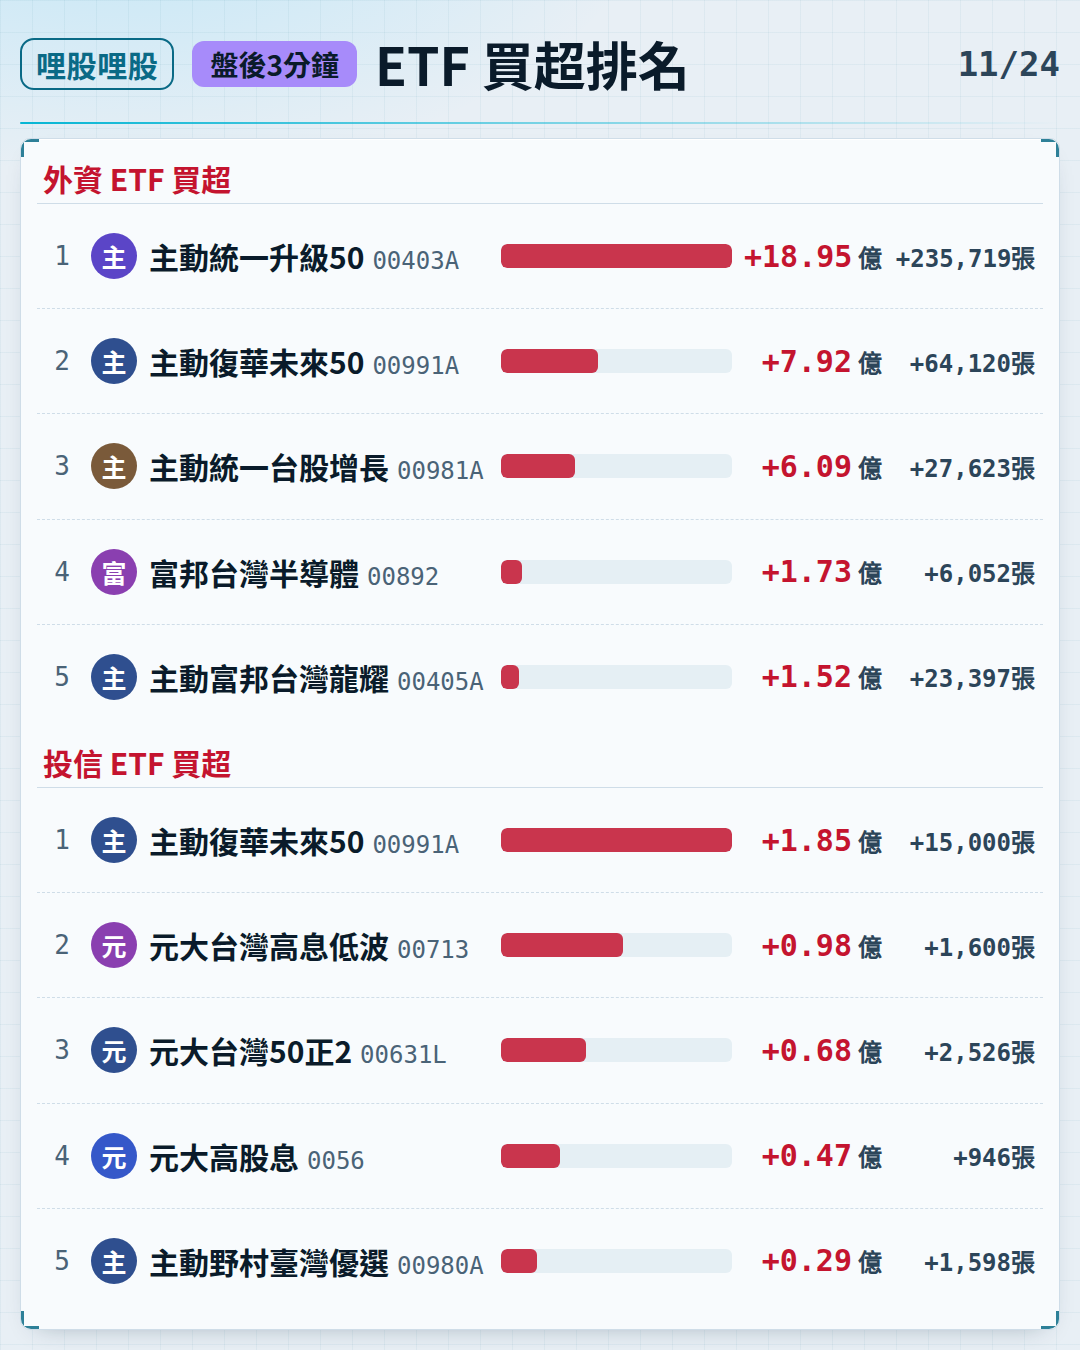 哩股哩股 盤後3分鐘 ETF 買超排名 11/24
外資 ETF 買超
1 主 主動統一升級50 00403A +18.95 億 +235,719張
2 主 主動復華未來50 00991A +7.92 億 +64,120張
3 主 主動統一台股增長 00981A +6.09 億 +27,623張
4 富 富邦台灣半導體 00892 +1.73 億 +6,052張
5 主 主動富邦台灣龍耀 00405A +1.52 億 +23,397張
投信 ETF 買超
1 主 主動復華未來50 00991A +1.85 億 +15,000張
2 元 元大台灣高息低波 00713 +0.98 億 +1,600張
3 元 元大台灣50正2 00631L +0.68 億 +2,526張
4 元 元大高股息 0056 +0.47 億 +946張
5 主 主動野村臺灣優選 00980A +0.29 億 +1,598張